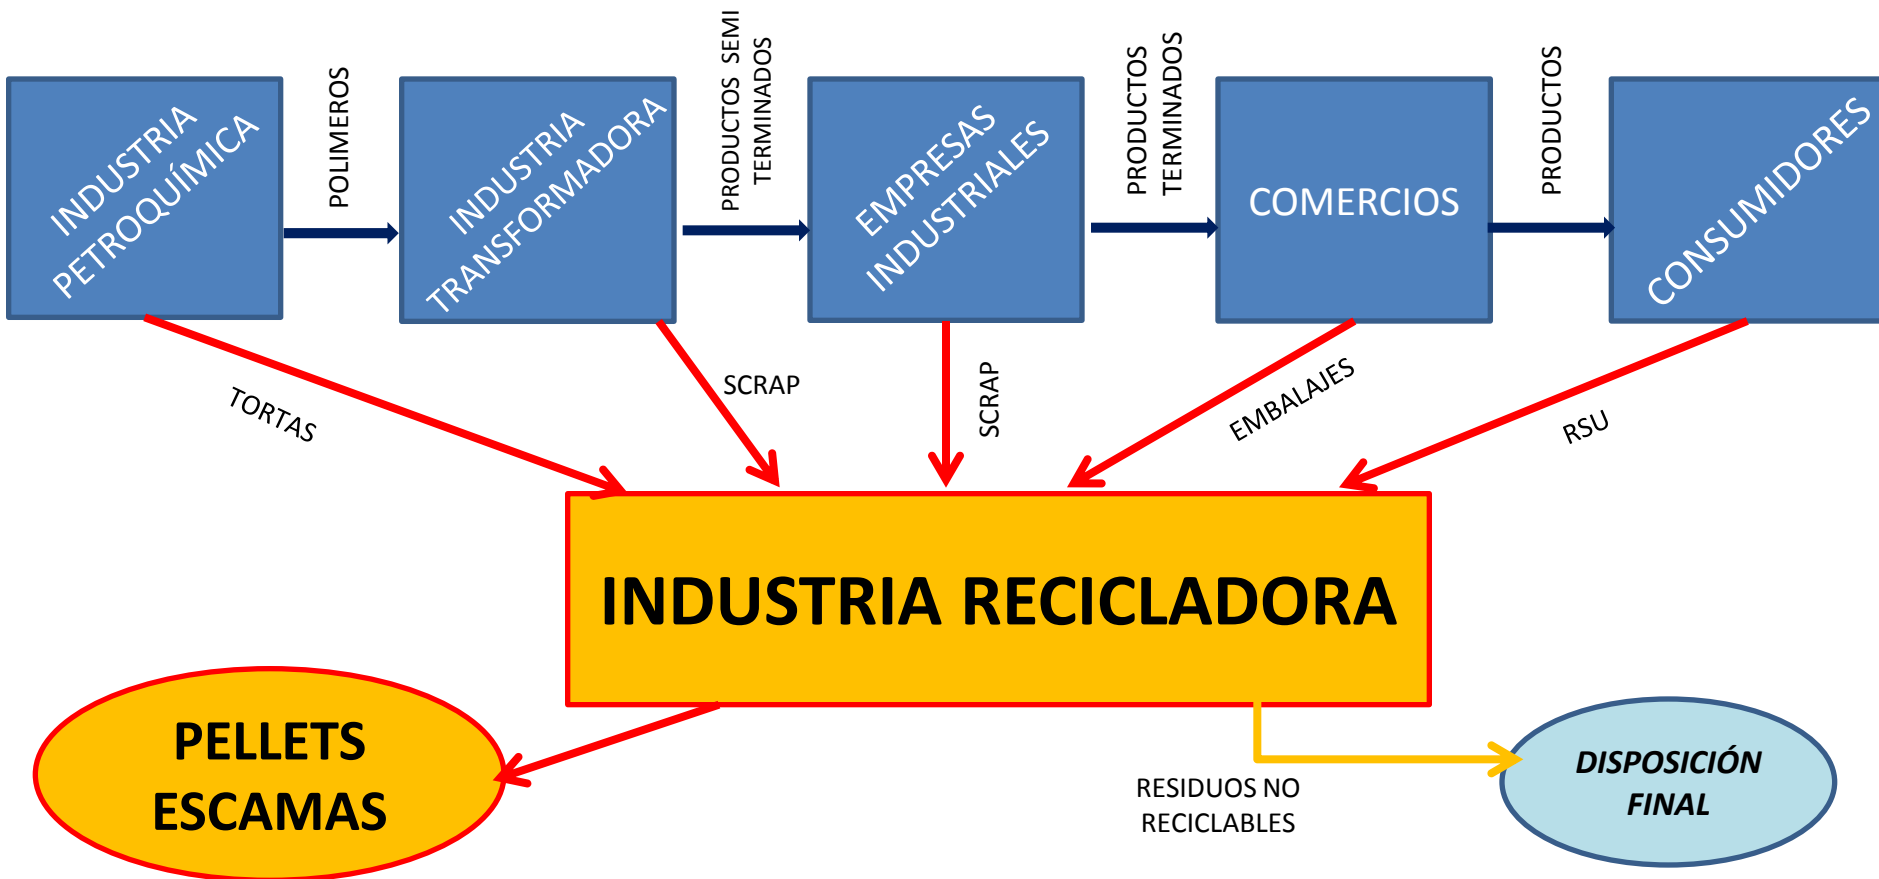 POLIMEROS
PRODUCTOS SEMI
TERMINADOS
PRODUCTOS
TERMINADOS
PRODUCTOS
INDUSTRIA
PETROQUÍMICA
INDUSTRIA
TRANSFORMADORA
EMPRESAS
INDUSTRIALES
COMERCIOS
CONSUMIDORES
TORTAS
SCRAP
SCRAP
EMBALAJES
RSU
INDUSTRIA RECICLADORA
PELLETS
ESCAMAS
RESIDUOS NO
RECICLABLES
DISPOSICIÓN
FINAL